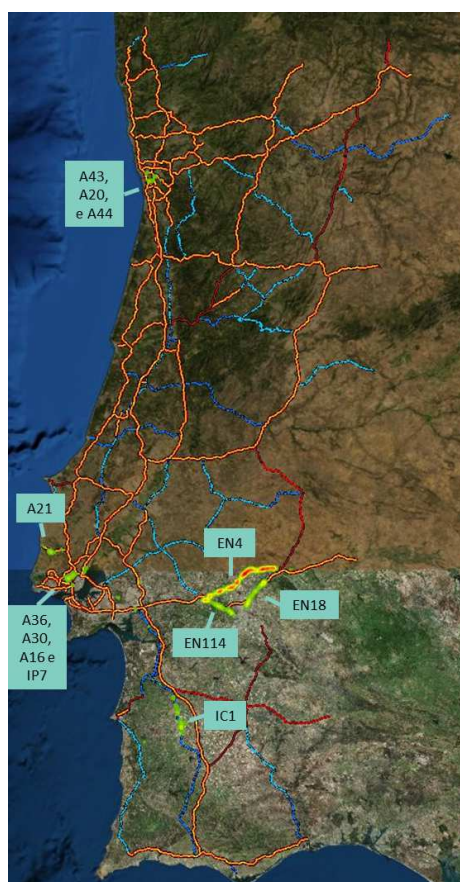 A43,
A20,
e A44
A21
EN4
EN18
A36,
A30,
A16 e
IP7
EN114
IC1